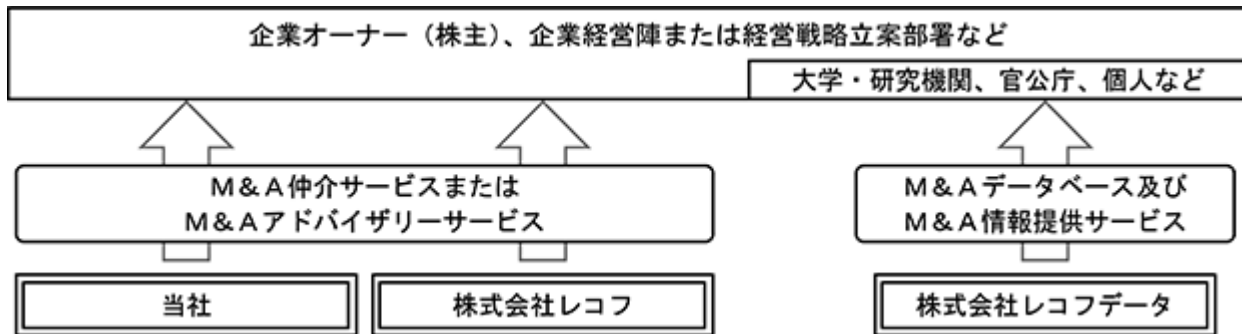 企業オーナー（株主）、企業経営陣または経営戦略立案部署など
大学・研究機関、官公庁、個人など
Ｍ＆Ａ仲介サービスまたは
Ｍ＆Ａアドバイザリーサービス
Ｍ＆Ａデータベース及び
Ｍ＆Ａ情報提供サービス
当社
株式会社レコフ
株式会社レコフデータ